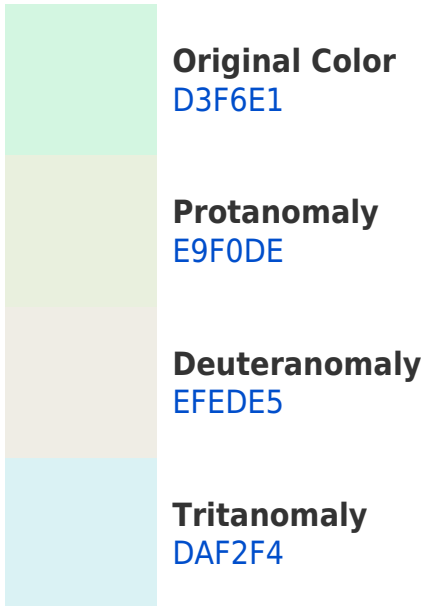 Original Color
D3F6E1
Protanomaly
E9F0DE
Deuteranomaly
EFEDE5
Tritanomaly
DAF2F4